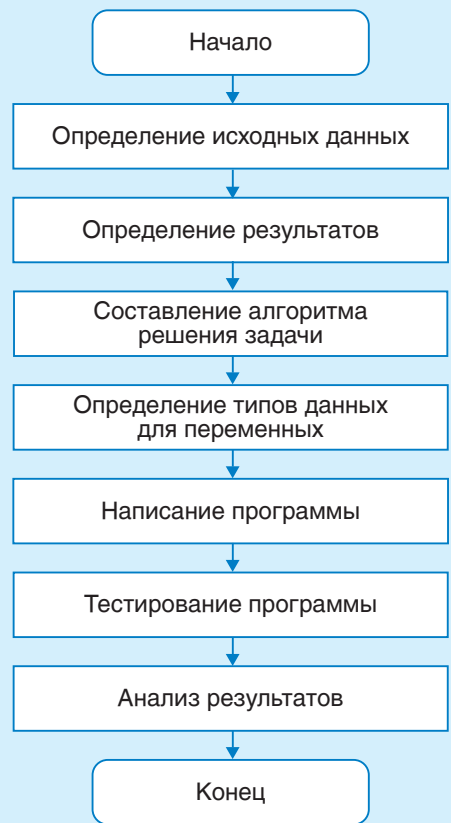 Начало
Определение исходных данных
Определение результатов
Составление алгоритма
решения задачи
Определение типов данных
для переменных
Написание программы
Тестирование программы
Анализ результатов
Конец